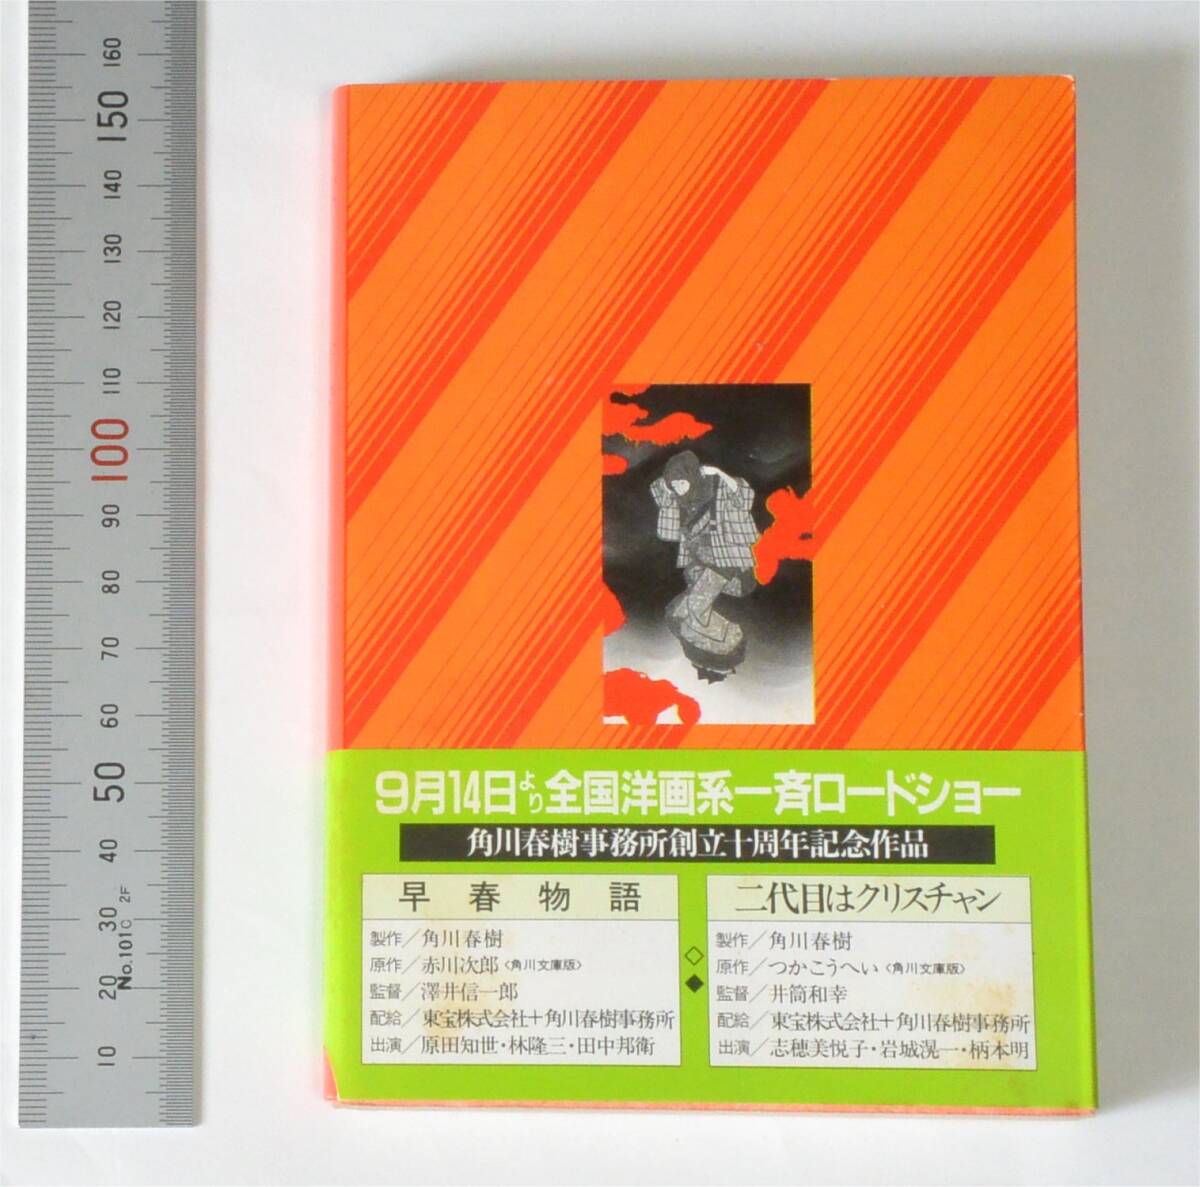 160
150
140
130
120
110
100
90
80
70
60
50
40
30
20
10
No.101C 2F
9月14日より全国洋画系一斉ロードショー
角川春樹事務所創立十周年記念作品
早春物語
製作／角川春樹
原作／赤川次郎〈角川文庫版〉
監督／澤井信一郎
配給／東宝株式会社＋角川春樹事務所
出演／原田知世・林隆三・田中邦衛
◇
◆
二代目はクリスチャン
製作／角川春樹
原作／つかこうへい〈角川文庫版〉
監督／井筒和幸
配給／東宝株式会社＋角川春樹事務所
出演／志穂美悦子・岩城滉一・柄本明